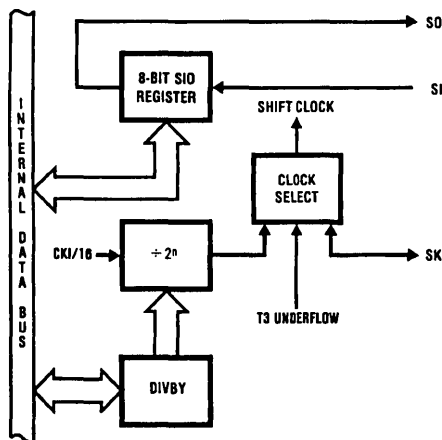 SO
8-BIT SIO
REGISTER
SI
SHIFT CLOCK
INTERNAL DATA BUS
CLOCK
SELECT
CKI/16
÷ 2ⁿ
SK
T3 UNDERFLOW
DIVBY